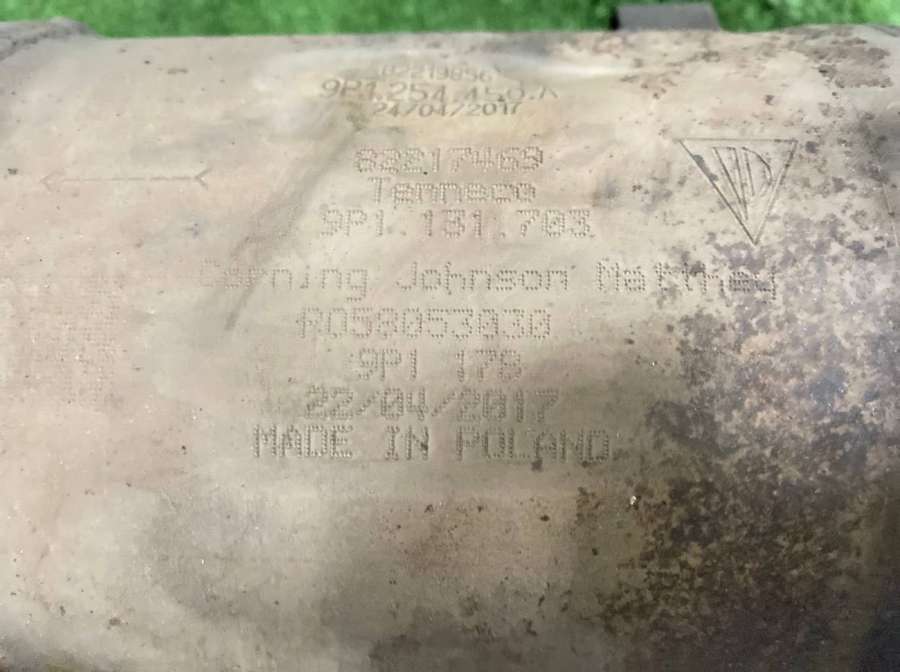 82219856
9P1.254.450.A
24/04/2017
82217469
Tenneco
9P1.131.703
Corning Johnson Matthey
R058053030
9P1 178
22/04/2017
MADE IN POLAND